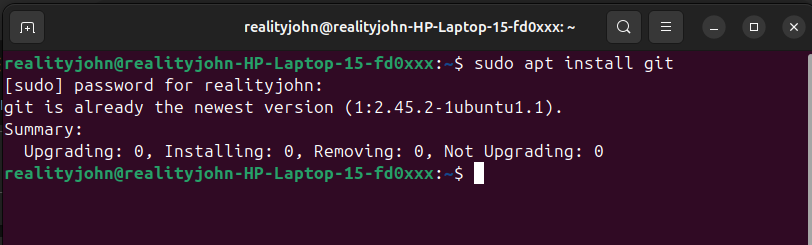 realityjohn@realityjohn-HP-Laptop-15-fd0xxx: ~
realityjohn@realityjohn-HP-Laptop-15-fd0xxx:~$ sudo apt install git
[sudo] password for realityjohn:
git is already the newest version (1:2.45.2-1ubuntu1.1).
Summary:
  Upgrading: 0, Installing: 0, Removing: 0, Not Upgrading: 0
realityjohn@realityjohn-HP-Laptop-15-fd0xxx:~$